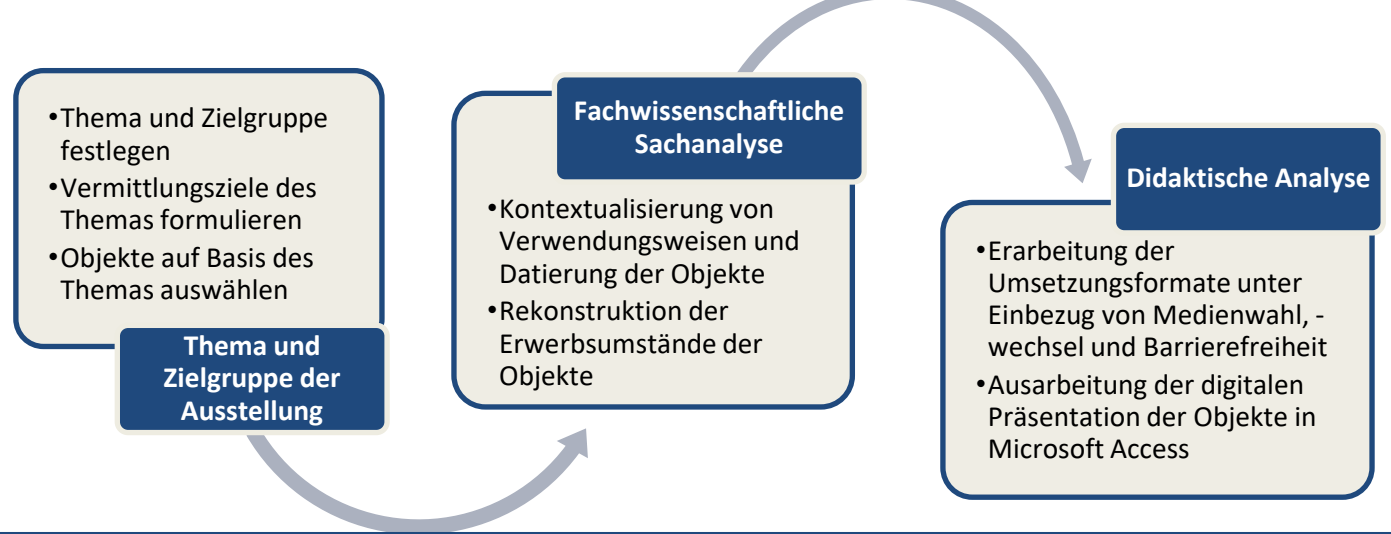 •Thema und Zielgruppe
festlegen
•Vermittlungsziele des
Themas formulieren
•Objekte auf Basis des
Themas auswählen
Thema und
Zielgruppe der
Ausstellung
Fachwissenschaftliche
Sachanalyse
•Kontextualisierung von
Verwendungsweisen und
Datierung der Objekte
•Rekonstruktion der
Erwerbsumstände der
Objekte
Didaktische Analyse
•Erarbeitung der
Umsetzungsformate unter
Einbezug von Medienwahl, -
wechsel und Barrierefreiheit
•Ausarbeitung der digitalen
Präsentation der Objekte in
Microsoft Access